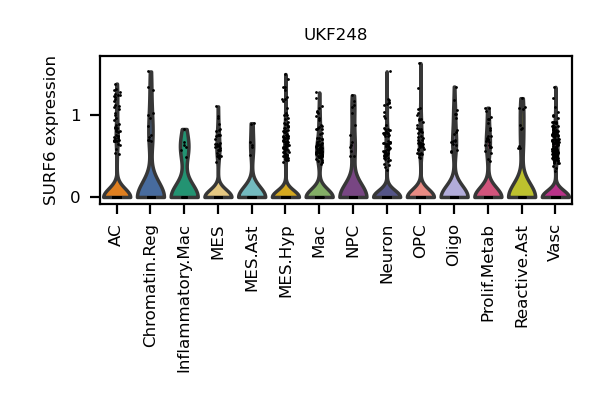 UKF248
SURF6 expression
1
0
AC
Chromatin.Reg
Inflammatory.Mac
MES
MES.Ast
MES.Hyp
Mac
NPC
Neuron
OPC
Oligo
Prolif.Metab
Reactive.Ast
Vasc